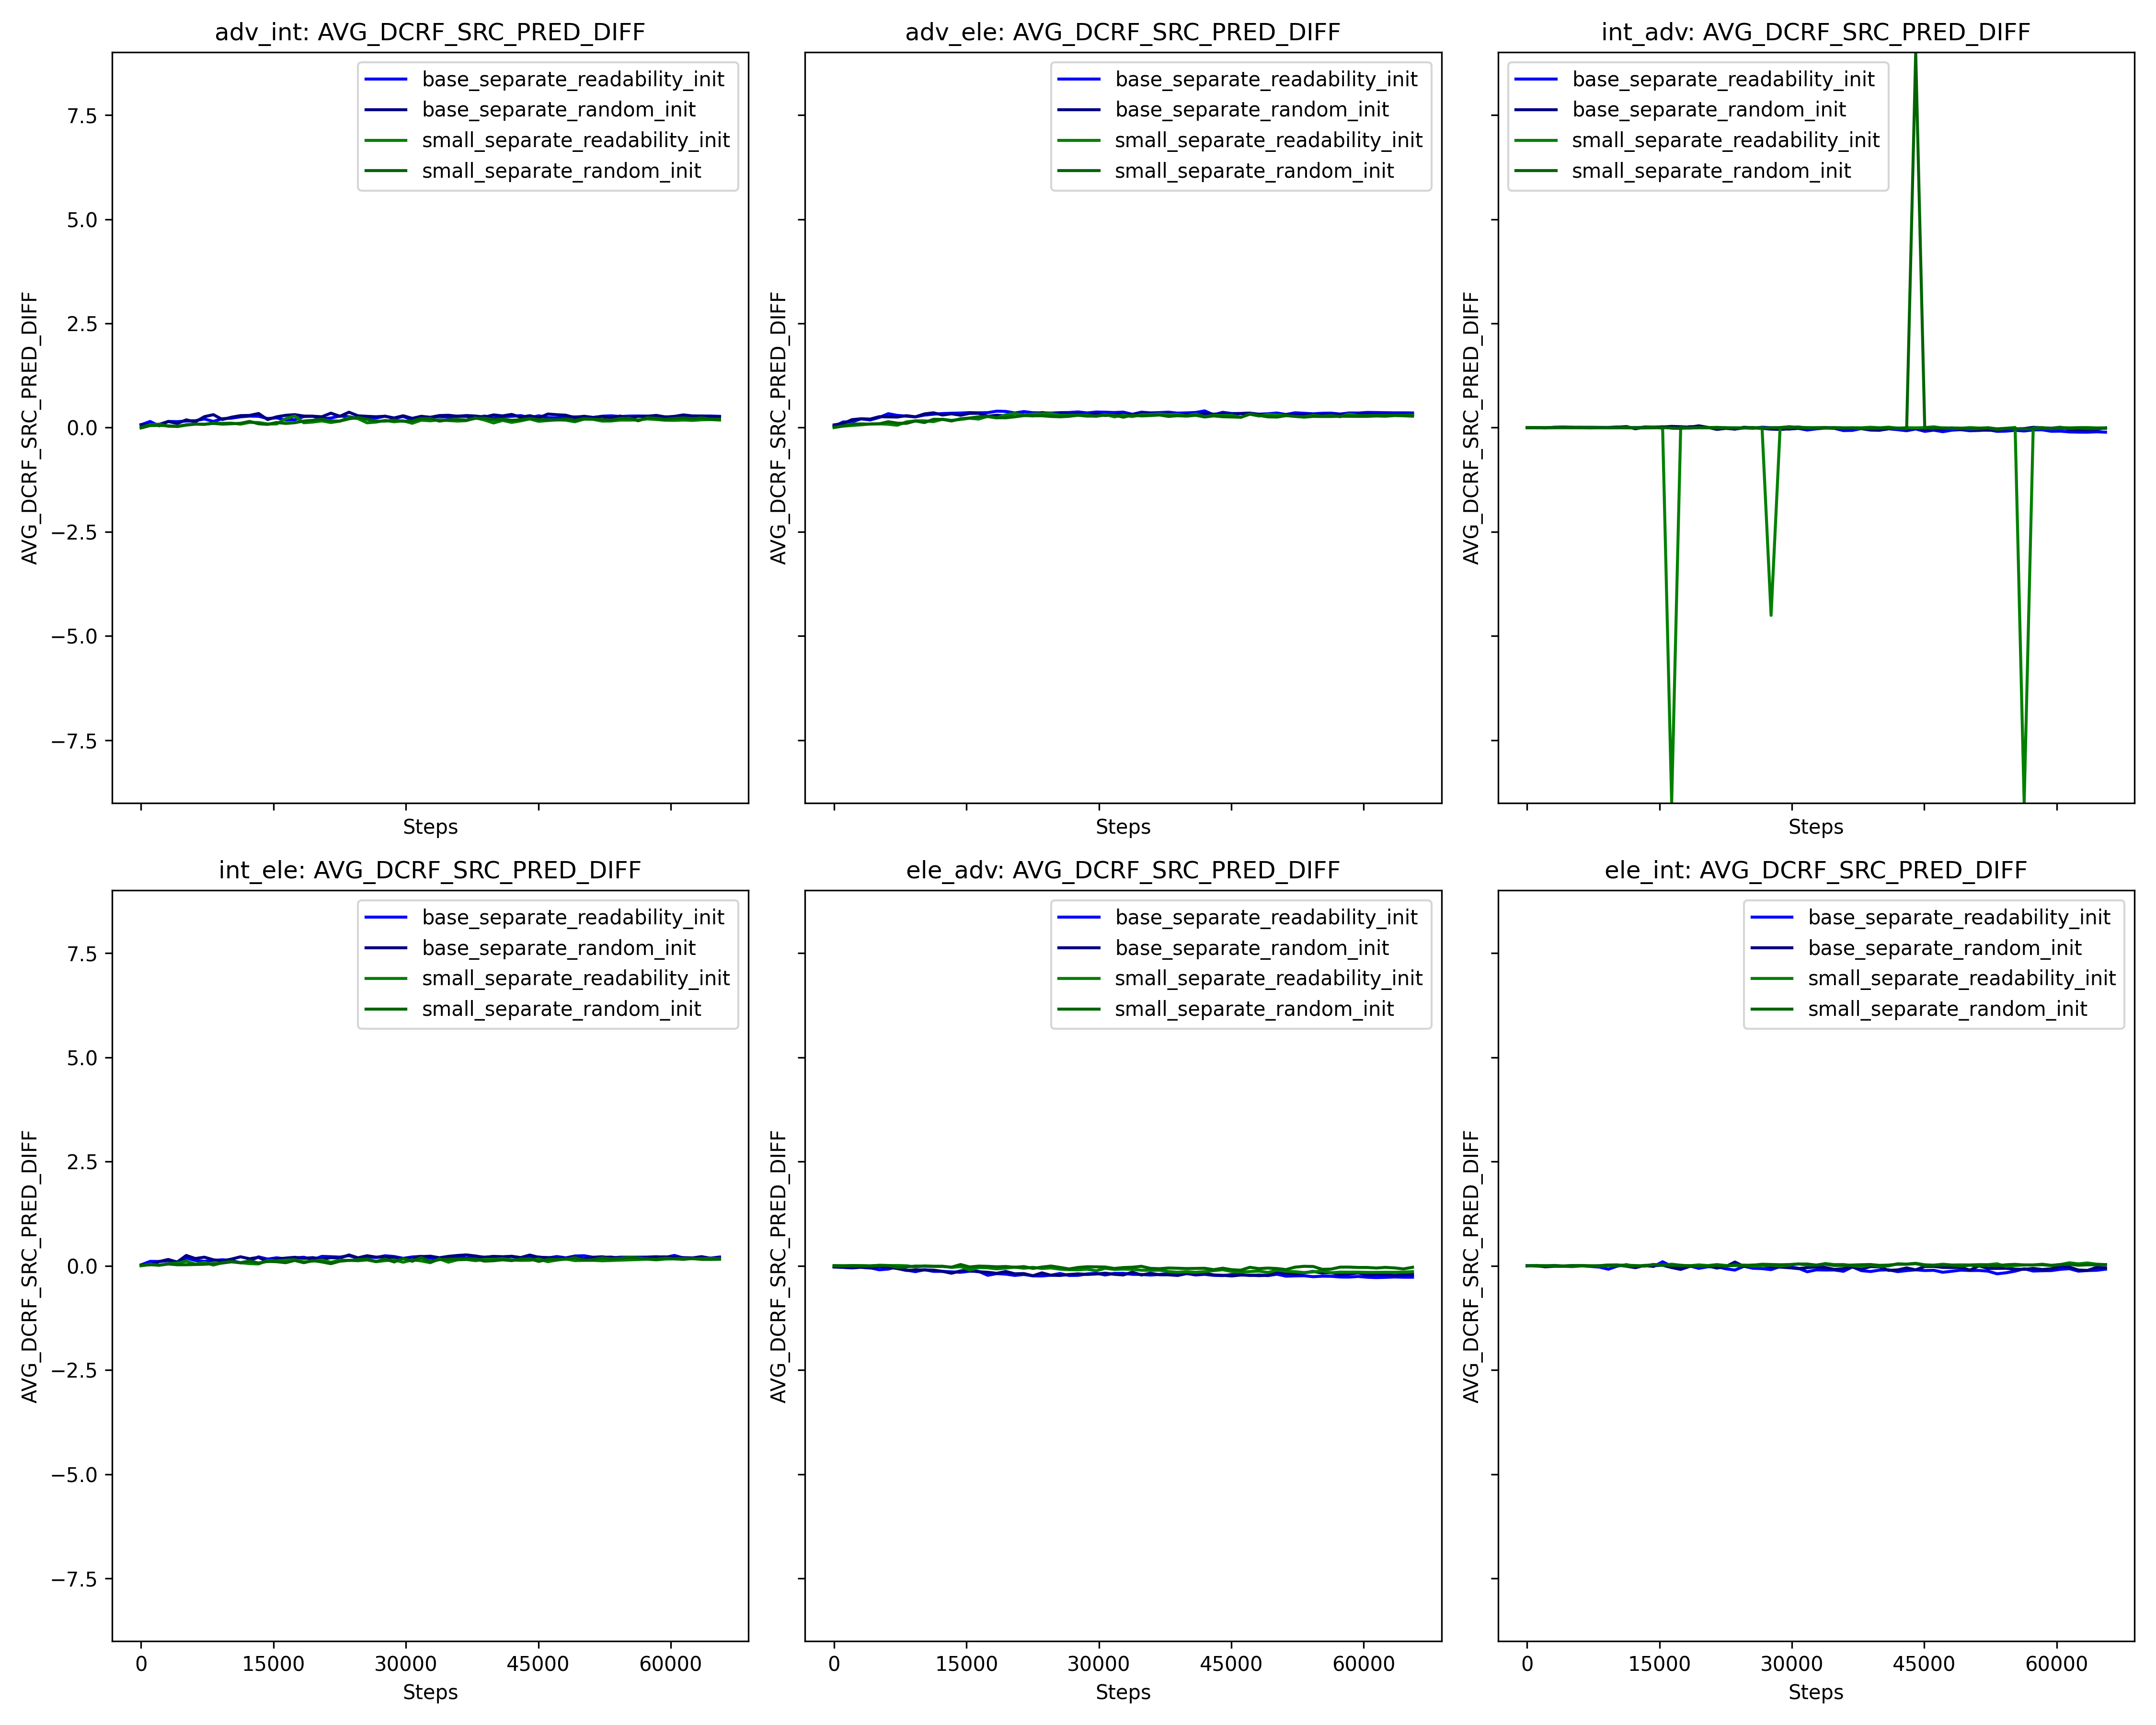 adv_int: AVG_DCRF_SRC_PRED_DIFF
AVG_DCRF_SRC_PRED_DIFF
7.5
5.0
2.5
0.0
−2.5
−5.0
−7.5
base_separate_readability_init
base_separate_random_init
small_separate_readability_init
small_separate_random_init
Steps
adv_ele: AVG_DCRF_SRC_PRED_DIFF
AVG_DCRF_SRC_PRED_DIFF
base_separate_readability_init
base_separate_random_init
small_separate_readability_init
small_separate_random_init
Steps
int_adv: AVG_DCRF_SRC_PRED_DIFF
AVG_DCRF_SRC_PRED_DIFF
base_separate_readability_init
base_separate_random_init
small_separate_readability_init
small_separate_random_init
Steps
int_ele: AVG_DCRF_SRC_PRED_DIFF
AVG_DCRF_SRC_PRED_DIFF
7.5
5.0
2.5
0.0
−2.5
−5.0
−7.5
base_separate_readability_init
base_separate_random_init
small_separate_readability_init
small_separate_random_init
0 15000 30000 45000 60000
Steps
ele_adv: AVG_DCRF_SRC_PRED_DIFF
AVG_DCRF_SRC_PRED_DIFF
base_separate_readability_init
base_separate_random_init
small_separate_readability_init
small_separate_random_init
0 15000 30000 45000 60000
Steps
ele_int: AVG_DCRF_SRC_PRED_DIFF
AVG_DCRF_SRC_PRED_DIFF
base_separate_readability_init
base_separate_random_init
small_separate_readability_init
small_separate_random_init
0 15000 30000 45000 60000
Steps